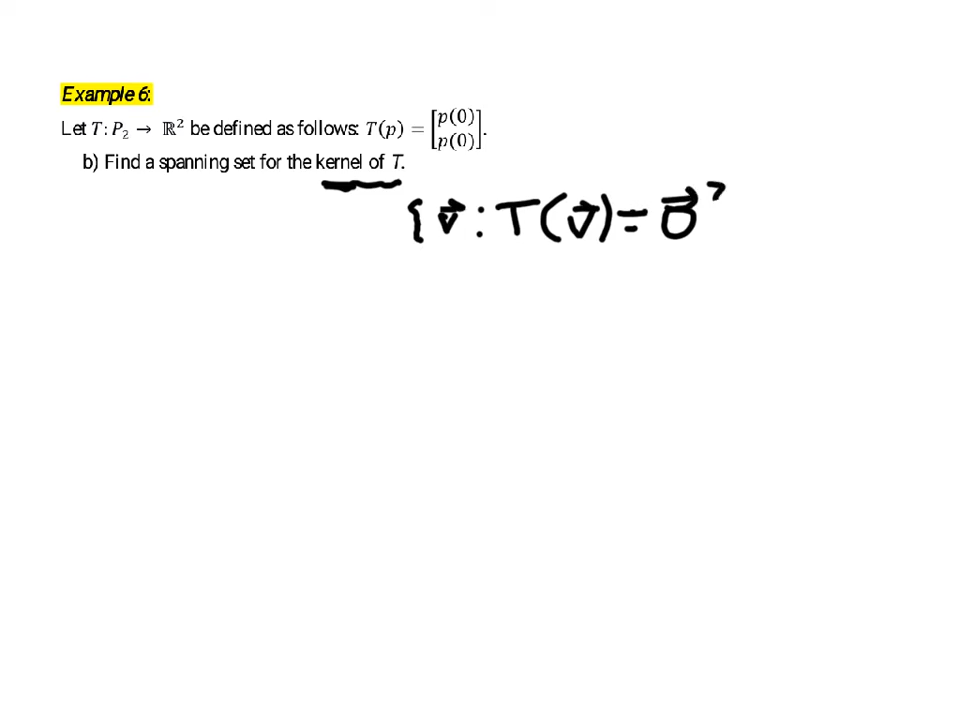 Example 6:
Let T: P₂ → ℝ² be defined as follows: T(p) = [p(0) p(0)].
b) Find a spanning set for the kernel of T.
{ v⃗ : T(v⃗) = 0⃗ }